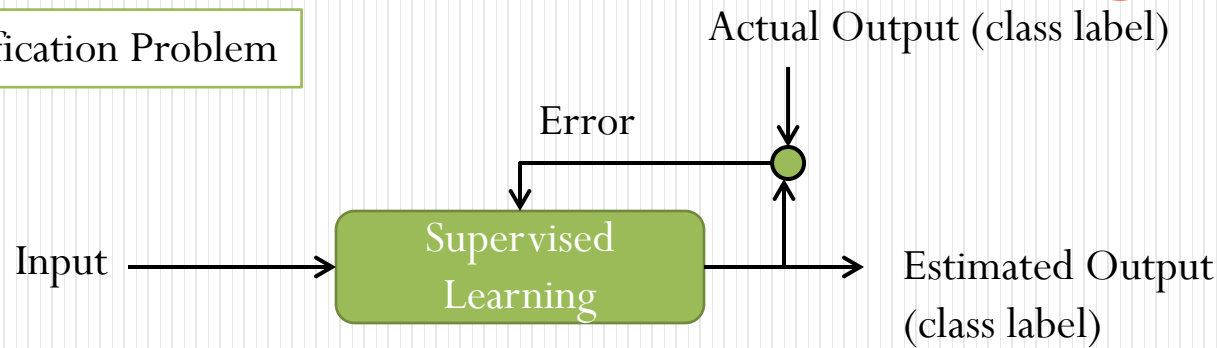 Actual Output (class label)
fication Problem
Error
Supervised
Learning
Input
Estimated Output
(class label)